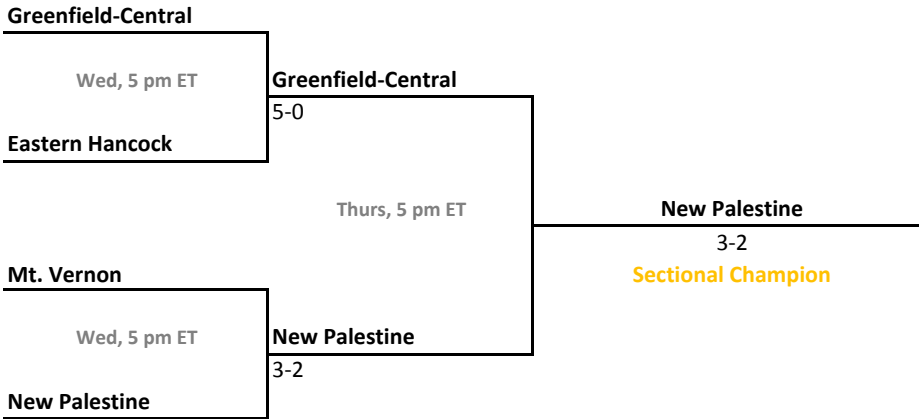 Greenfield-Central
Wed, 5 pm ET
Greenfield-Central
5-0
Eastern Hancock
Thurs, 5 pm ET
New Palestine
3-2
Sectional Champion
Mt. Vernon
Wed, 5 pm ET
New Palestine
3-2
New Palestine